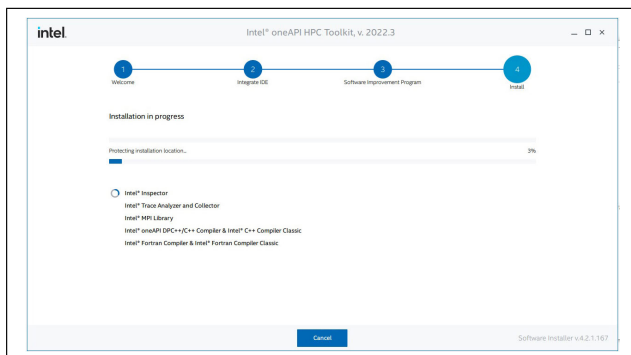 intel.
Intel® oneAPI HPC Toolkit, v. 2022.3
1
2
3
4
Welcome
Integrate IDE
Software Improvement Program
Install
Installation in progress
Protecting installation location...
3%
Intel® Inspector
Intel® Trace Analyzer and Collector
Intel® MPI Library
Intel® oneAPI DPC++/C++ Compiler & Intel® C++ Compiler Classic
Intel® Fortran Compiler & Intel® Fortran Compiler Classic
Cancel
Software Installer v.4.2.1.167